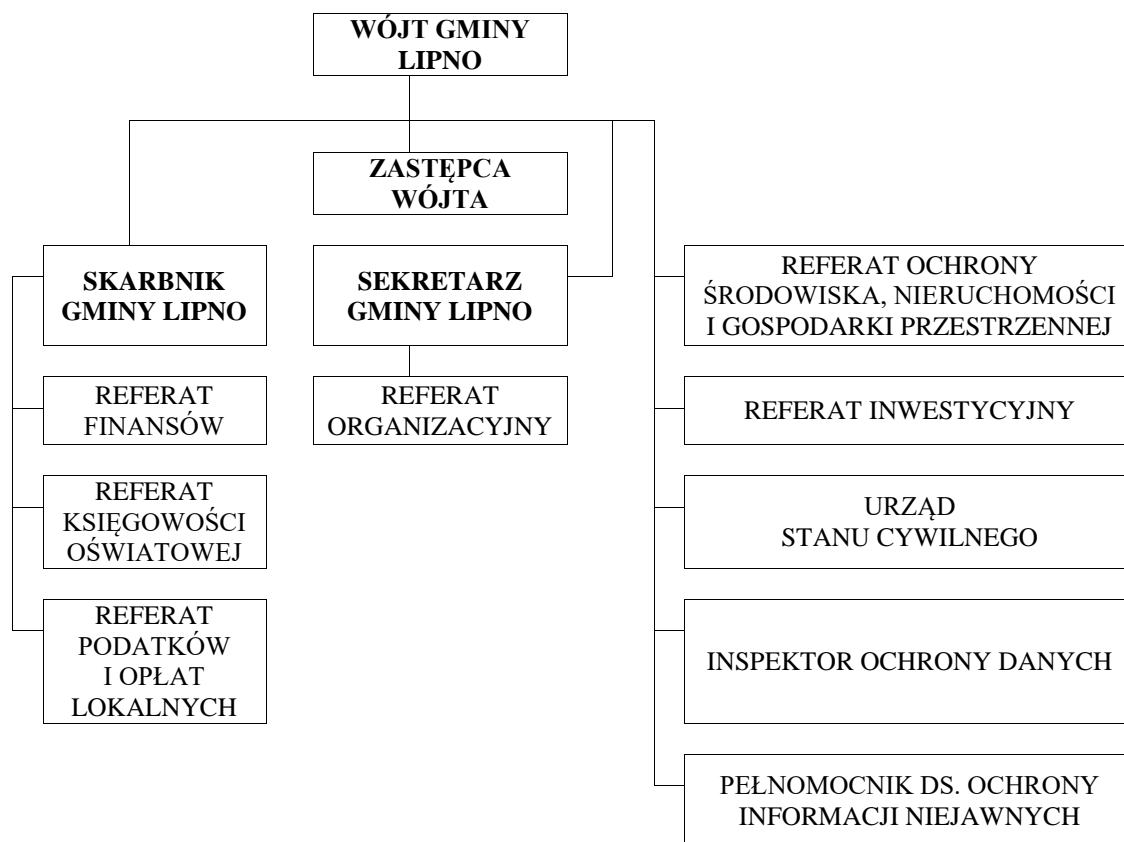 WÓJT GMINY
LIPNO
ZASTĘPCA
WÓJTA
SKARBNIK
GMINY LIPNO
SEKRETARZ
GMINY LIPNO
REFERAT OCHRONY
ŚRODOWISKA, NIERUCHOMOŚCI
I GOSPODARKI PRZESTRZENNEJ
REFERAT
FINANSÓW
REFERAT
ORGANIZACYJNY
REFERAT INWESTYCYJNY
REFERAT
KSIĘGOWOŚCI
OŚWIATOWEJ
URZĄD
STANU CYWILNEGO
REFERAT
PODATKÓW
I OPŁAT
LOKALNYCH
INSPEKTOR OCHRONY DANYCH
PEŁNOMOCNIK DS. OCHRONY
INFORMACJI NIEJAWNYCH